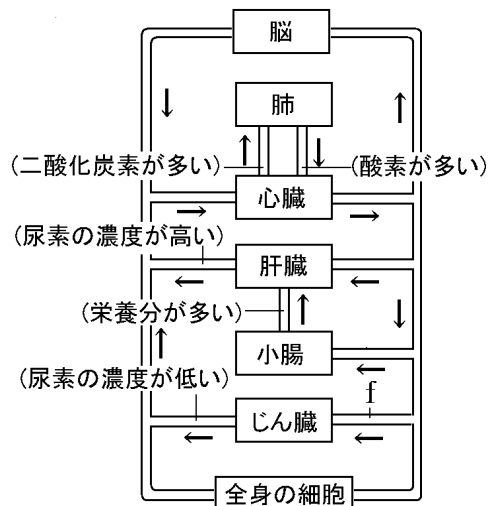 脳
肺
(二酸化炭素が多い)
(酸素が多い)
心臓
(尿素の濃度が高い)
肝臓
(栄養分が多い)
小腸
(尿素の濃度が低い)
f
じん臓
全身の細胞